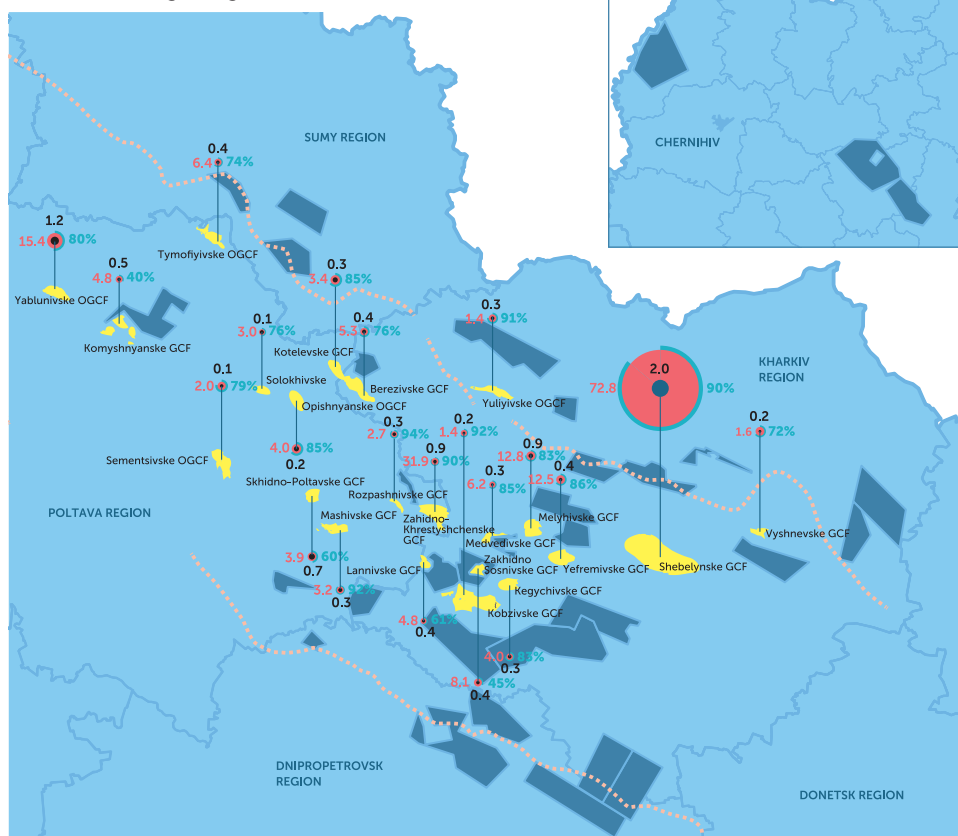 CHERNIHIV
SUMY REGION
0.4
6.4 74%
Tymofiyivske OGCF
1.2
15.4 80%
Yablunivske OGCF
0.5
4.8 40%
Komyshnyanske GCF
0.3
3.4 85%
Kotelevske GCF
0.1
3.0 76%
Solokhivske
0.4
5.3 76%
Berezivske GCF
0.3
1.4 91%
Yuliyivske OGCF
KHARKIV
REGION
2.0
72.8 90%
Shebelynske GCF
0.1
2.0 79%
Sementsivske OGCF
Opishnyanske OGCF
4.0 85%
0.2
0.3
2.7 94%
Rozpashnivske GCF
0.2
1.4 92%
0.9
31.9 90%
Zahidno-
Khrestyshchenske
GCF
0.9
12.8 83%
Melyhivske GCF
0.3
6.2 85%
Medvedivske GCF
0.4
12.5 86%
Yefremivske GCF
0.2
1.6 72%
Vyshnevske GCF
POLTAVA REGION
Skhidno-Poltavske GCF
3.9 60%
0.7
Mashivske GCF
3.2 92%
0.3
Lannivske GCF
4.8 61%
0.4
Zakhidno
Sosnivske GCF
8.1 45%
0.4
Kegychivske GCF
4.0 83%
0.3
Kobzivske GCF
DNIPROPETROVSK
REGION
DONETSK REGION